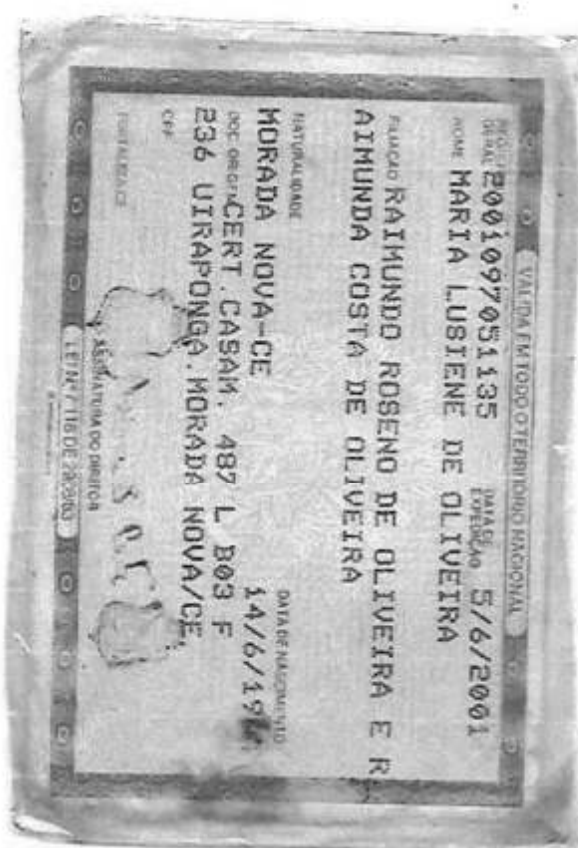 VALIDA EM TODO O TERRITÓRIO NACIONAL
REGISTRO GERAL 2001097051135 DATA DE EXPEDIÇÃO 5/6/2001
NOME MARIA LUSIENE DE OLIVEIRA
FILIAÇÃO RAIMUNDO ROSENO DE OLIVEIRA E R
AIMUNDA COSTA DE OLIVEIRA
NATURALIDADE DATA DE NASCIMENTO
MORADA NOVA-CE 14/6/19
DOC ORIGEM CERT.CASAM. 487 L B03 F
236 UIRAPONGA.MORADA NOVA/CE
CPF
FORTALEZA-CE
ASSINATURA DO DIRETOR
LEI Nº 7.116 DE 29/8/83